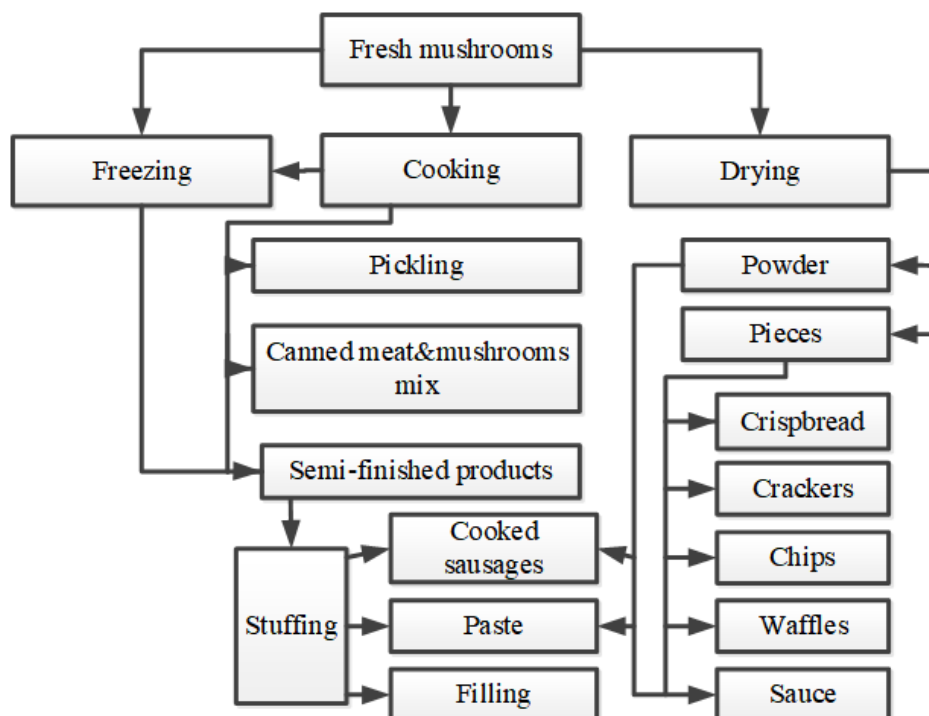 Fresh mushrooms
Freezing
Cooking
Drying
Pickling
Powder
Canned meat&mushrooms
mix
Pieces
Crispbread
Semi-finished products
Crackers
Cooked
sausages
Chips
Stuffing
Paste
Waffles
Filling
Sauce